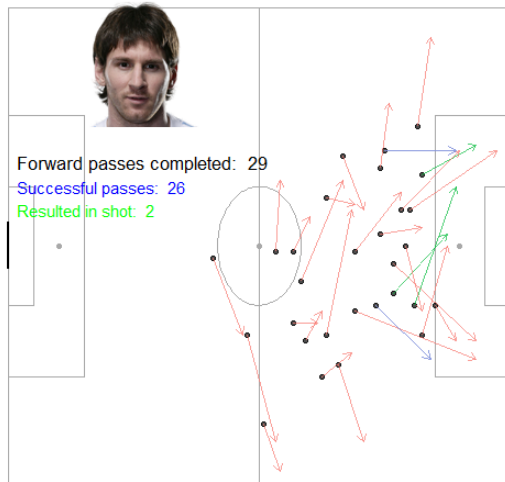 Forward passes completed: 29
Successful passes: 26
Resulted in shot: 2